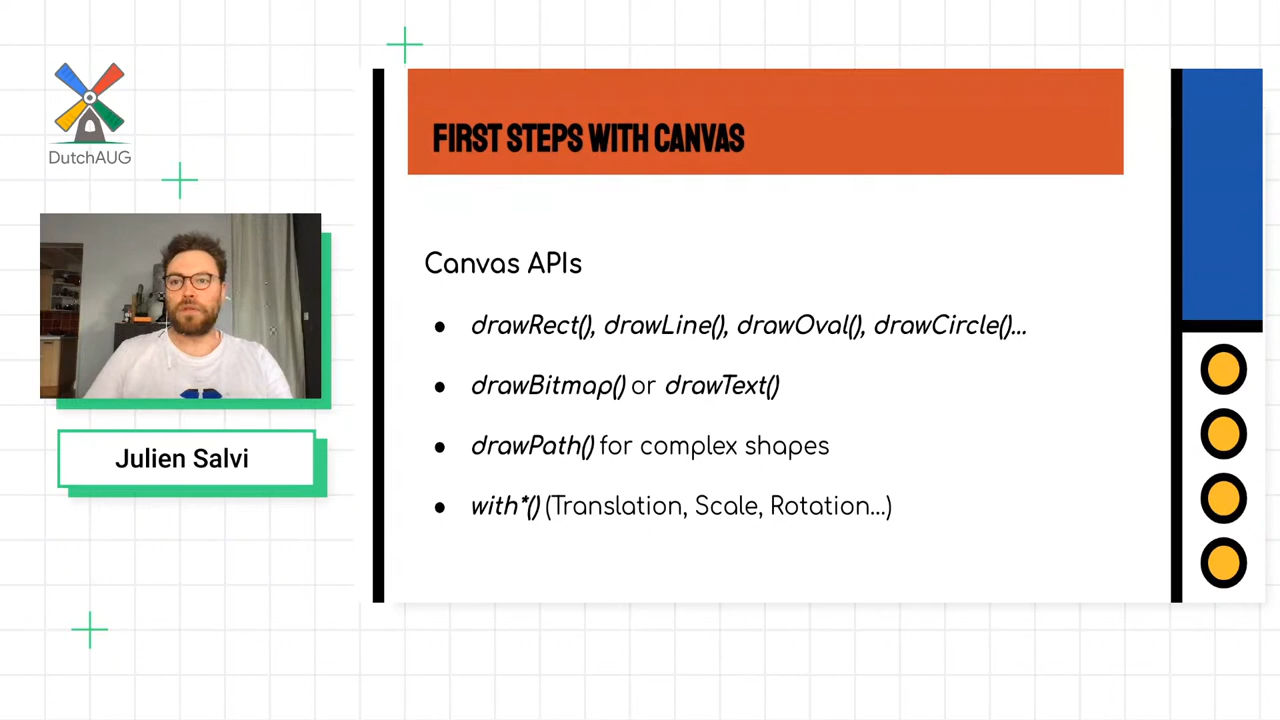 DutchAUG
Julien Salvi
FIRST STEPS WITH CANVAS
Canvas APIs
● drawRect(), drawLine(), drawOval(), drawCircle()...
● drawBitmap() or drawText()
● drawPath() for complex shapes
● with*() (Translation, Scale, Rotation...)